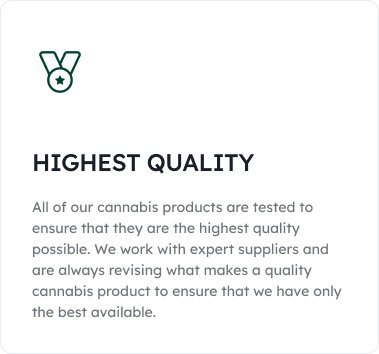 HIGHEST QUALITY
All of our cannabis products are tested to
ensure that they are the highest quality
possible. We work with expert suppliers and
are always revising what makes a quality
cannabis product to ensure that we have only
the best available.